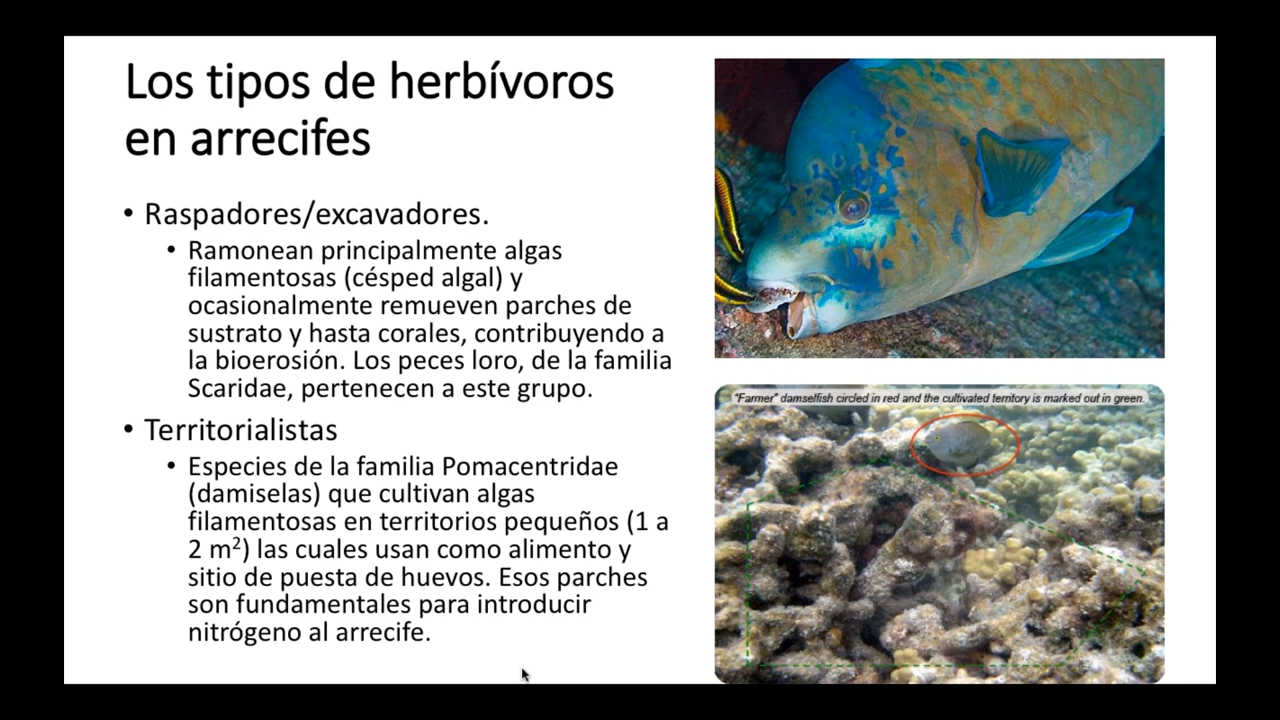 Los tipos de herbívoros
en arrecifes
• Raspadores/excavadores.
• Ramonean principalmente algas
filamentosas (césped algal) y
ocasionalmente remueven parches de
sustrato y hasta corales, contribuyendo a
la bioerosión. Los peces loro, de la familia
Scaridae, pertenecen a este grupo.
• Territorialistas
• Especies de la familia Pomacentridae
(damiselas) que cultivan algas
filamentosas en territorios pequeños (1 a
2 m²) las cuales usan como alimento y
sitio de puesta de huevos. Esos parches
son fundamentales para introducir
nitrógeno al arrecife.
"Farmer" damselfish circled in red and the cultivated territory is marked out in green.